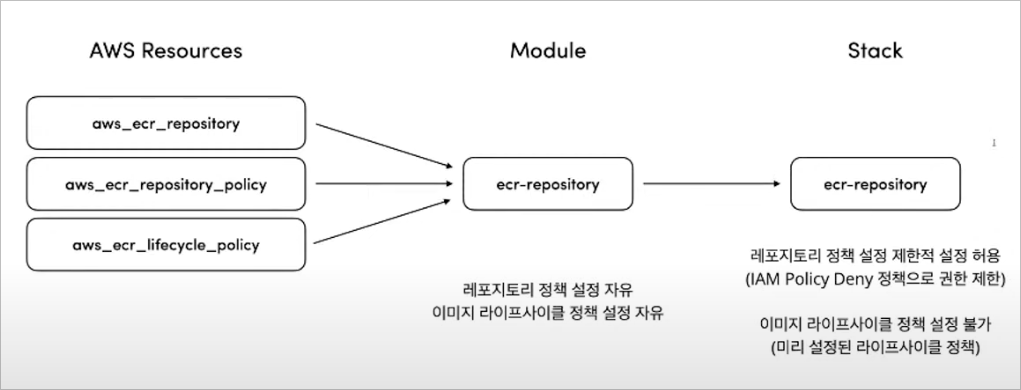 AWS Resources
Module
Stack
aws_ecr_repository
aws_ecr_repository_policy
aws_ecr_lifecycle_policy
ecr-repository
ecr-repository
1
레포지토리 정책 설정 자유
이미지 라이프사이클 정책 설정 자유
레포지토리 정책 설정 제한적 설정 허용
(IAM Policy Deny 정책으로 권한 제한)
이미지 라이프사이클 정책 설정 불가
(미리 설정된 라이프사이클 정책)